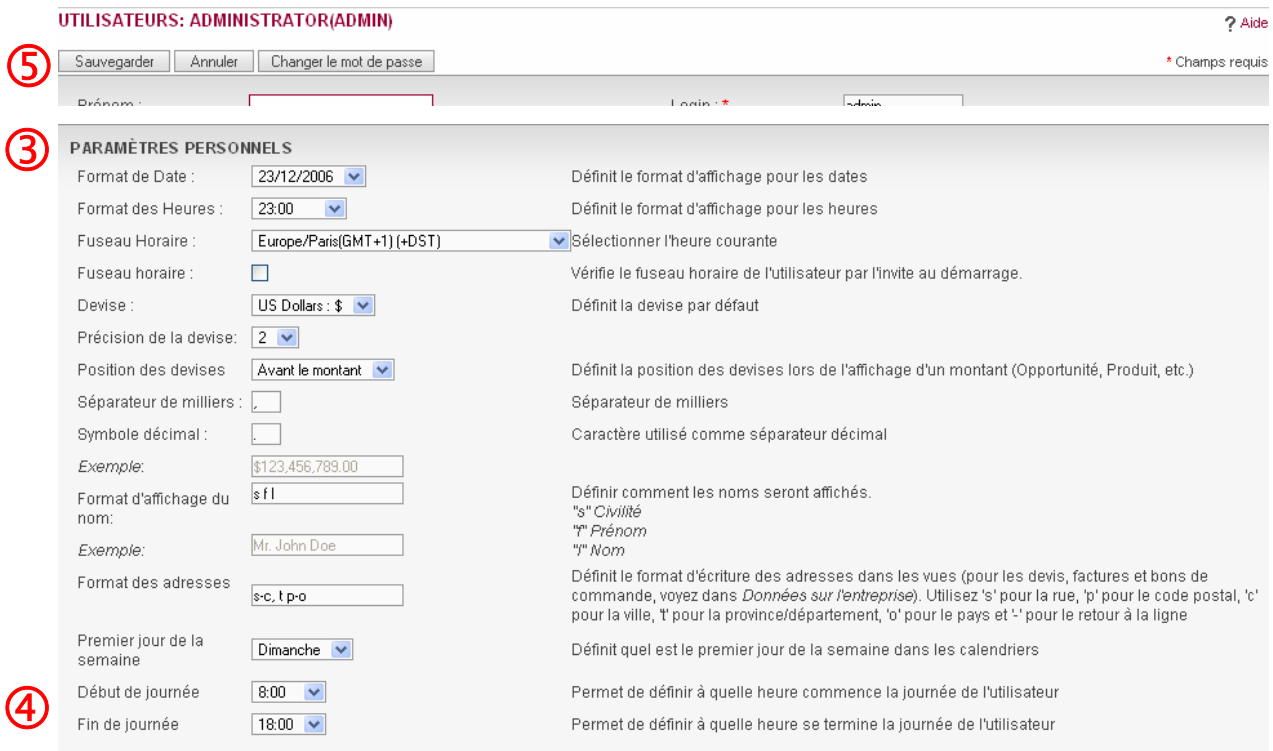 UTILISATEURS: ADMINISTRATOR(ADMIN)
? Aide
5
Sauvegarder Annuler Changer le mot de passe
* Champs requis
Prénom : Login : * admin
3
PARAMÈTRES PERSONNELS
Format de Date : 23/12/2006 Définit le format d'affichage pour les dates
Format des Heures : 23:00 Définit le format d'affichage pour les heures
Fuseau Horaire : Europe/Paris(GMT+1) (+DST) Sélectionner l'heure courante
Fuseau horaire : Vérifie le fuseau horaire de l'utilisateur par l'invite au démarrage.
Devise : US Dollars : $ Définit la devise par défaut
Précision de la devise: 2
Position des devises Avant le montant Définit la position des devises lors de l'affichage d'un montant (Opportunité, Produit, etc.)
Séparateur de milliers : , Séparateur de milliers
Symbole décimal : . Caractère utilisé comme séparateur décimal
Exemple: $123,456,789.00
Format d'affichage du nom: s f l Définir comment les noms seront affichés.
"s" Civilité
"f" Prénom
"l" Nom
Exemple: Mr. John Doe
Format des adresses s-c, t p-o Définit le format d'écriture des adresses dans les vues (pour les devis, factures et bons de
commande, voyez dans Données sur l'entreprise). Utilisez 's' pour la rue, 'p' pour le code postal, 'c'
pour la ville, 't' pour la province/département, 'o' pour le pays et '-' pour le retour à la ligne
Premier jour de la semaine Dimanche Définit quel est le premier jour de la semaine dans les calendriers
4
Début de journée 8:00 Permet de définir à quelle heure commence la journée de l'utilisateur
Fin de journée 18:00 Permet de définir à quelle heure se termine la journée de l'utilisateur